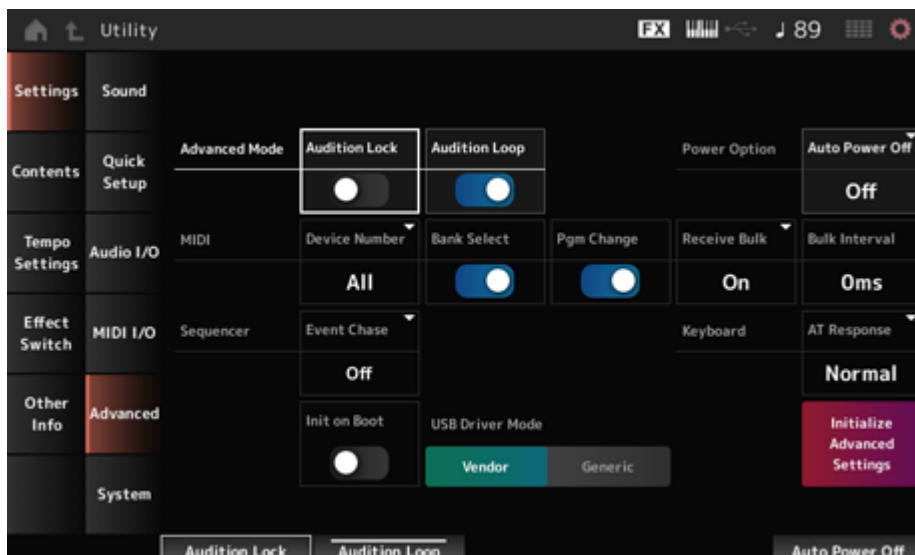 Utility
FX
89
Settings
Sound
Contents
Quick
Setup
Advanced Mode
Audition Lock
Audition Loop
Power Option
Auto Power Off
Off
Tempo
Settings
Audio I/O
MIDI
Device Number
Bank Select
Pgm Change
Receive Bulk
Bulk Interval
All
On
0ms
Effect
Switch
MIDI I/O
Sequencer
Event Chase
Keyboard
AT Response
Off
Normal
Other
Info
Advanced
Init on Boot
USB Driver Mode
Vendor
Generic
Initialize
Advanced
Settings
System
Audition Lock
Audition Loop
Auto Power Off